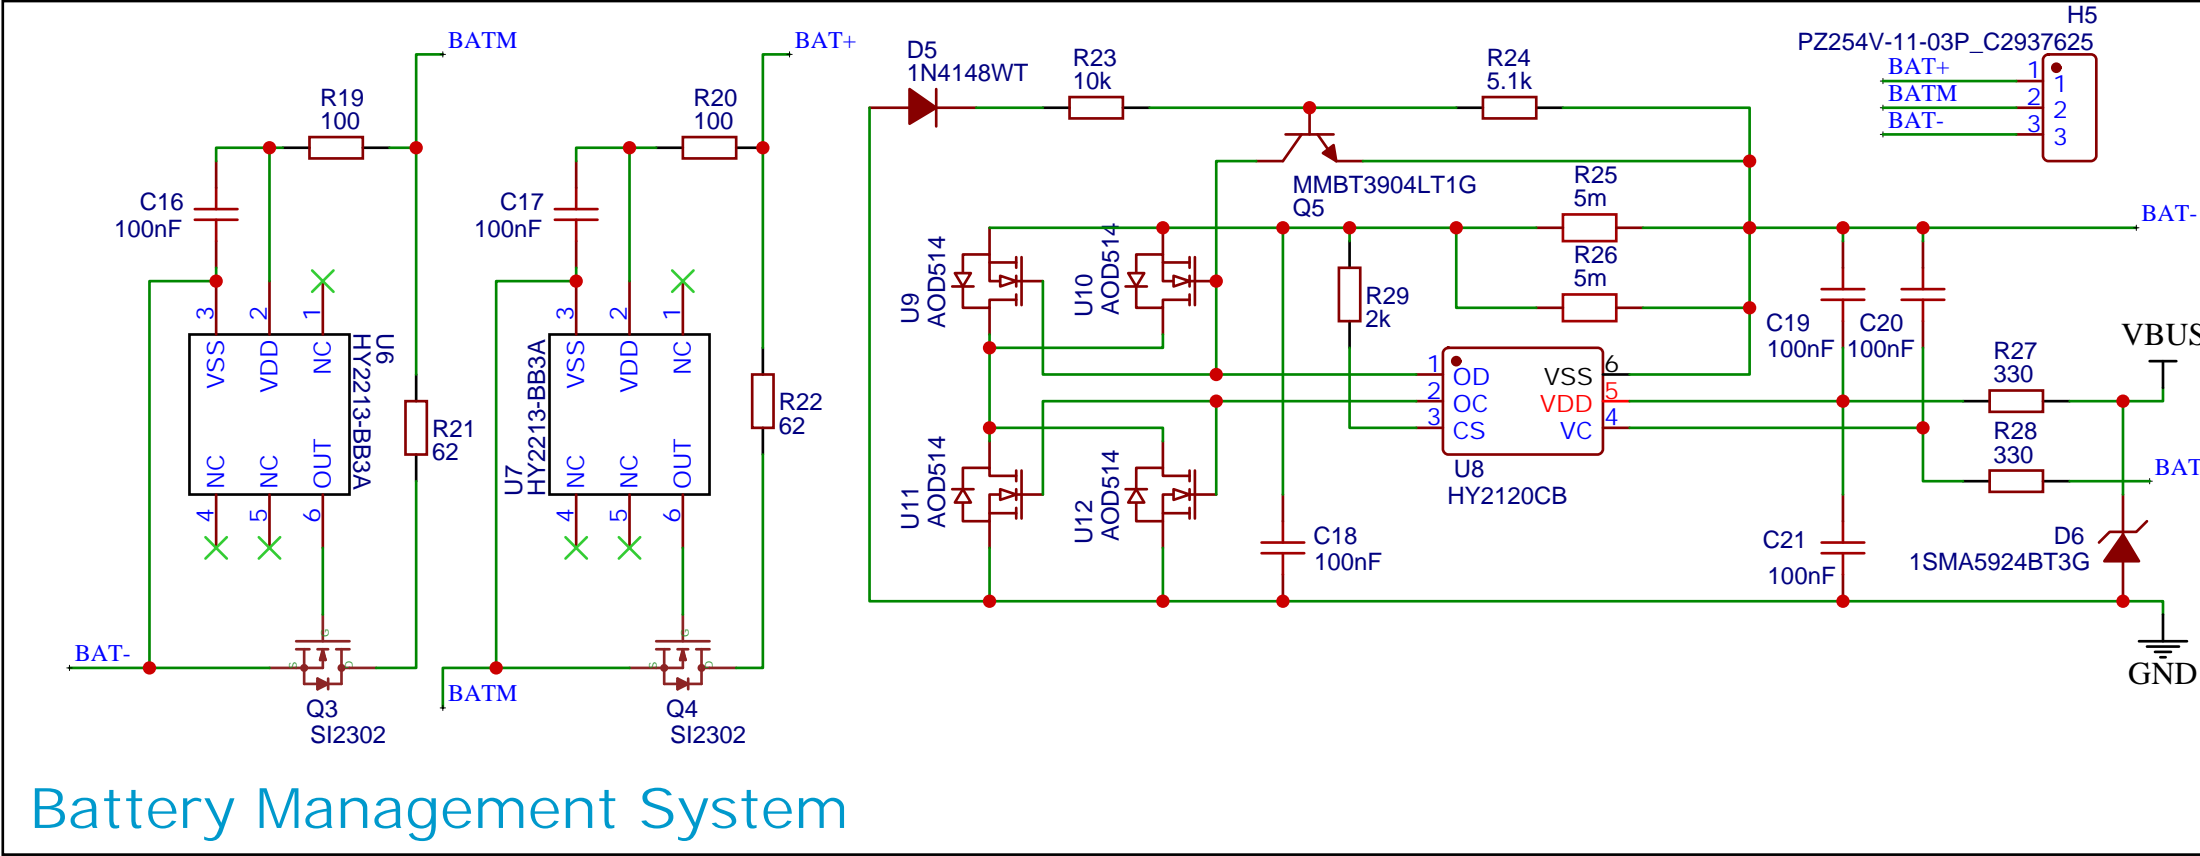 BATM
R19
100
C16
100nF
3
2
1
VSS
VDD
NC
U6
HY2213-BB3A
NC
NC
OUT
4
5
6
R21
62
BAT-
S
G
D
Q3
SI2302
BAT+
R20
100
C17
100nF
3
2
1
VSS
VDD
NC
U7
HY2213-BB3A
NC
NC
OUT
4
5
6
R22
62
BATM
S
G
D
Q4
SI2302
D5
1N4148WT
R23
10k
R24
5.1k
MMBT3904LT1G
Q5
R25
5m
R26
5m
U9
AOD514
U10
AOD514
R29
2k
U11
AOD514
U12
AOD514
C18
100nF
1
OD
2
OC
3
CS
VSS
6
VDD
5
VC
4
U8
HY2120CB
H5
PZ254V-11-03P_C2937625
BAT+
1
1
BATM
2
2
BAT-
3
3
BAT-
C19
100nF
C20
100nF
VBUS
R27
330
R28
330
BAT
C21
100nF
D6
1SMA5924BT3G
GND
Battery Management System